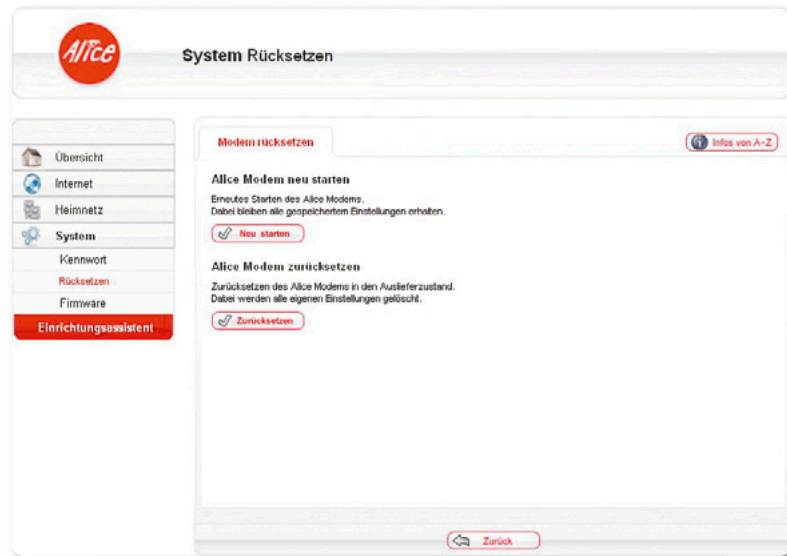 Alice
System Rücksetzen
Übersicht
Internet
Heimnetz
System
Kennwort
Rücksetzen
Firmware
Einrichtungsassistent
Modem rücksetzen
Infos von A-Z
Alice Modem neu starten
Erneutes Starten des Alice Modems.
Dabei bleiben alle gespeichertem Einstellungen erhalten.
Neu starten
Alice Modem zurücksetzen
Zurücksetzen des Alice Modems in den Auslieferzustand.
Dabei werden alle eigenen Einstellungen gelöscht.
Zurücksetzen
Zurück